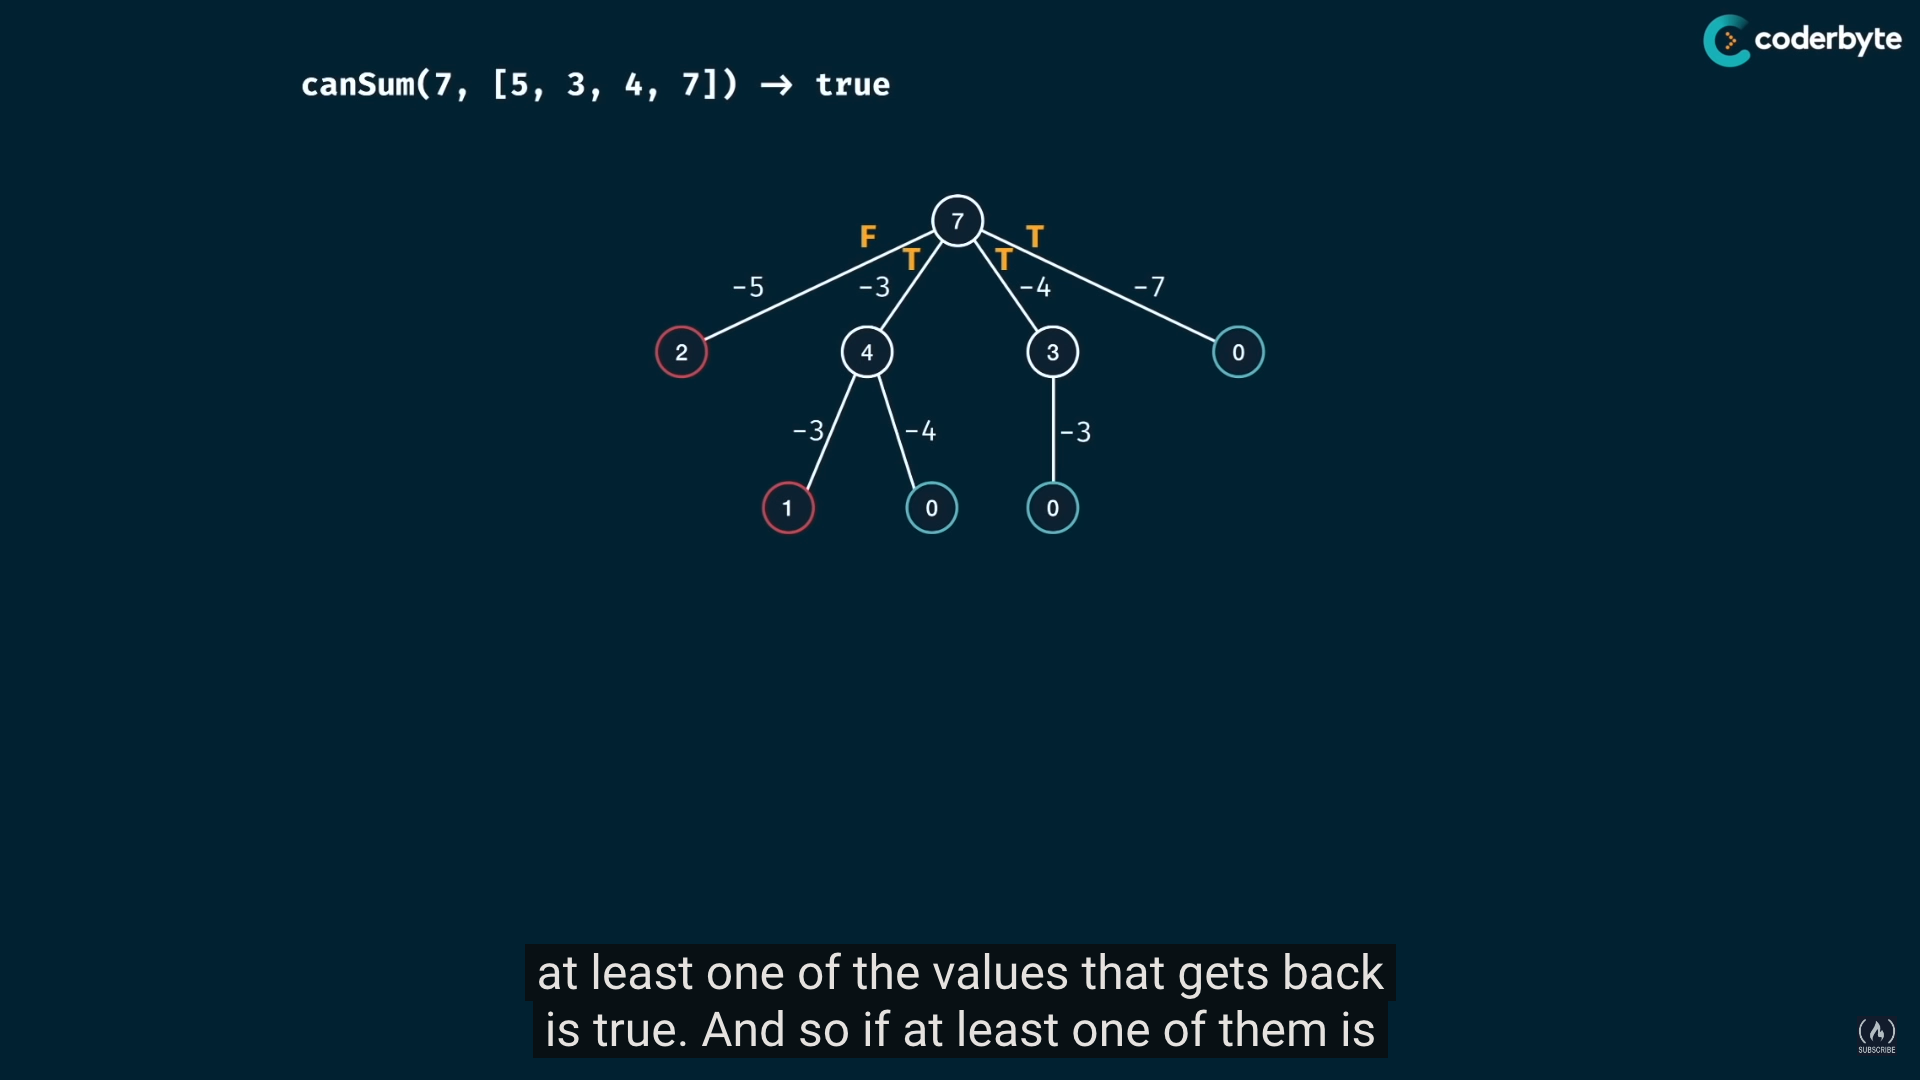 coderbyte
canSum(7, [5, 3, 4, 7]) → true
7
F T T T
-5 -3 -4 -7
2 4 3 0
-3 -4 -3
1 0 0
at least one of the values that gets back
is true. And so if at least one of them is
SUBSCRIBE